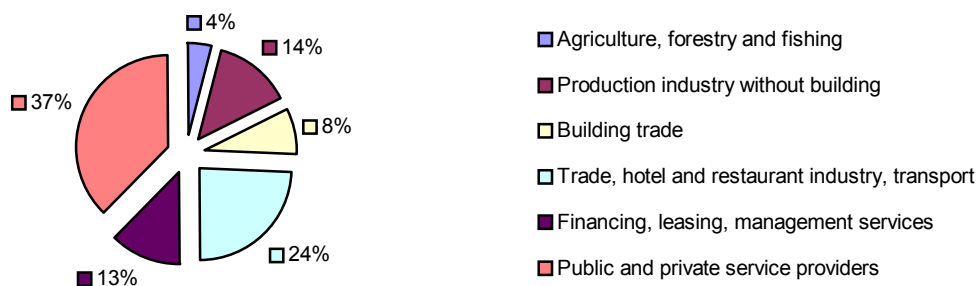 4%
14%
8%
24%
13%
37%
Agriculture, forestry and fishing
Production industry without building
Building trade
Trade, hotel and restaurant industry, transport
Financing, leasing, management services
Public and private service providers